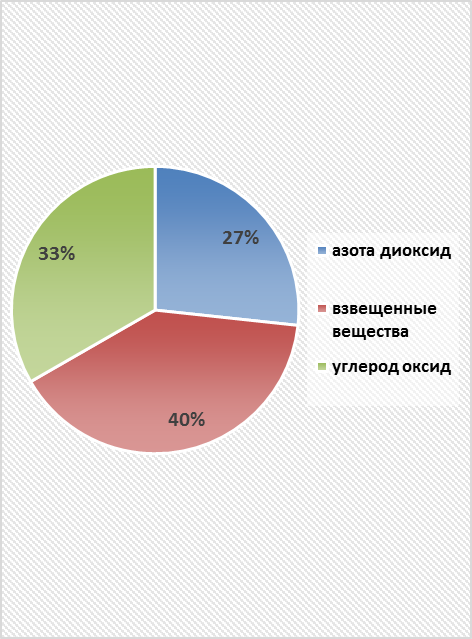 27%
33%
40%
азота диоксид
взвещенные
вещества
углерод оксид